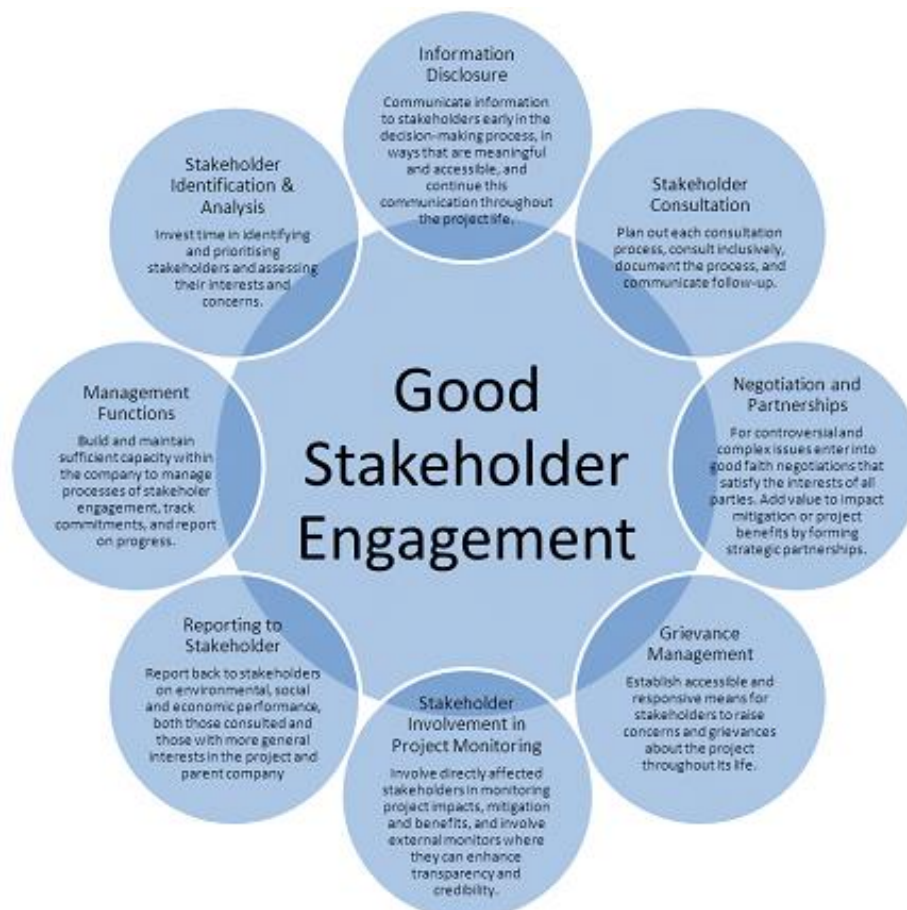 Information
Disclosure
Communicate information
to stakeholders early in the
decision-making process, in
ways that are meaningful
and accessible, and
continue this
communication throughout
the project life.
Stakeholder
Consultation
Plan out each consultation
process, consult inclusively,
document the process, and
communicate follow-up.
Negotiation and
Partnerships
For controversial and
complex issues enter into
good faith negotiations that
satisfy the interests of all
parties. Add value to impact
mitigation or project
benefits by forming
strategic partnerships.
Grievance
Management
Establish accessible and
responsive means for
stakeholders to raise
concerns and grievances
about the project
throughout its life.
Stakeholder
Involvement in
Project Monitoring
Involve directly affected
stakeholders in monitoring
project impacts, mitigation
and benefits, and involve
external monitors where
they can enhance
transparency and
credibility.
Reporting to
Stakeholder
Report back to stakeholders
on environmental, social
and economic performance,
both those consulted and
those with more general
interests in the project and
parent company
Management
Functions
Build and maintain
sufficient capacity within
the company to manage
processes of stakeholer
engagement, track
commitments, and report
on progress.
Stakeholder
Identification &
Analysis
Invest time in identifying
and prioritising
stakeholders and assessing
their interests and
concerns.
Good
Stakeholder
Engagement